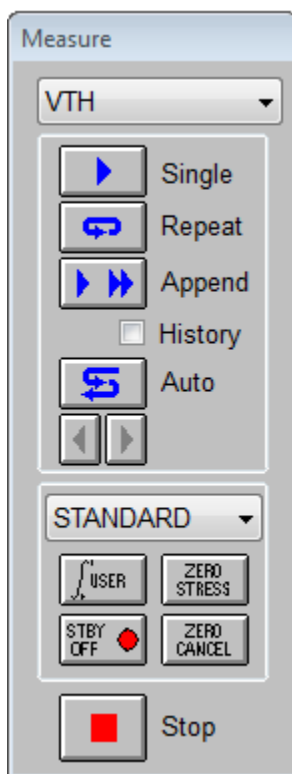 Measure
VTH
Single
Repeat
Append
History
Auto
STANDARD
USER
ZERO
STRESS
STBY
OFF
ZERO
CANCEL
Stop